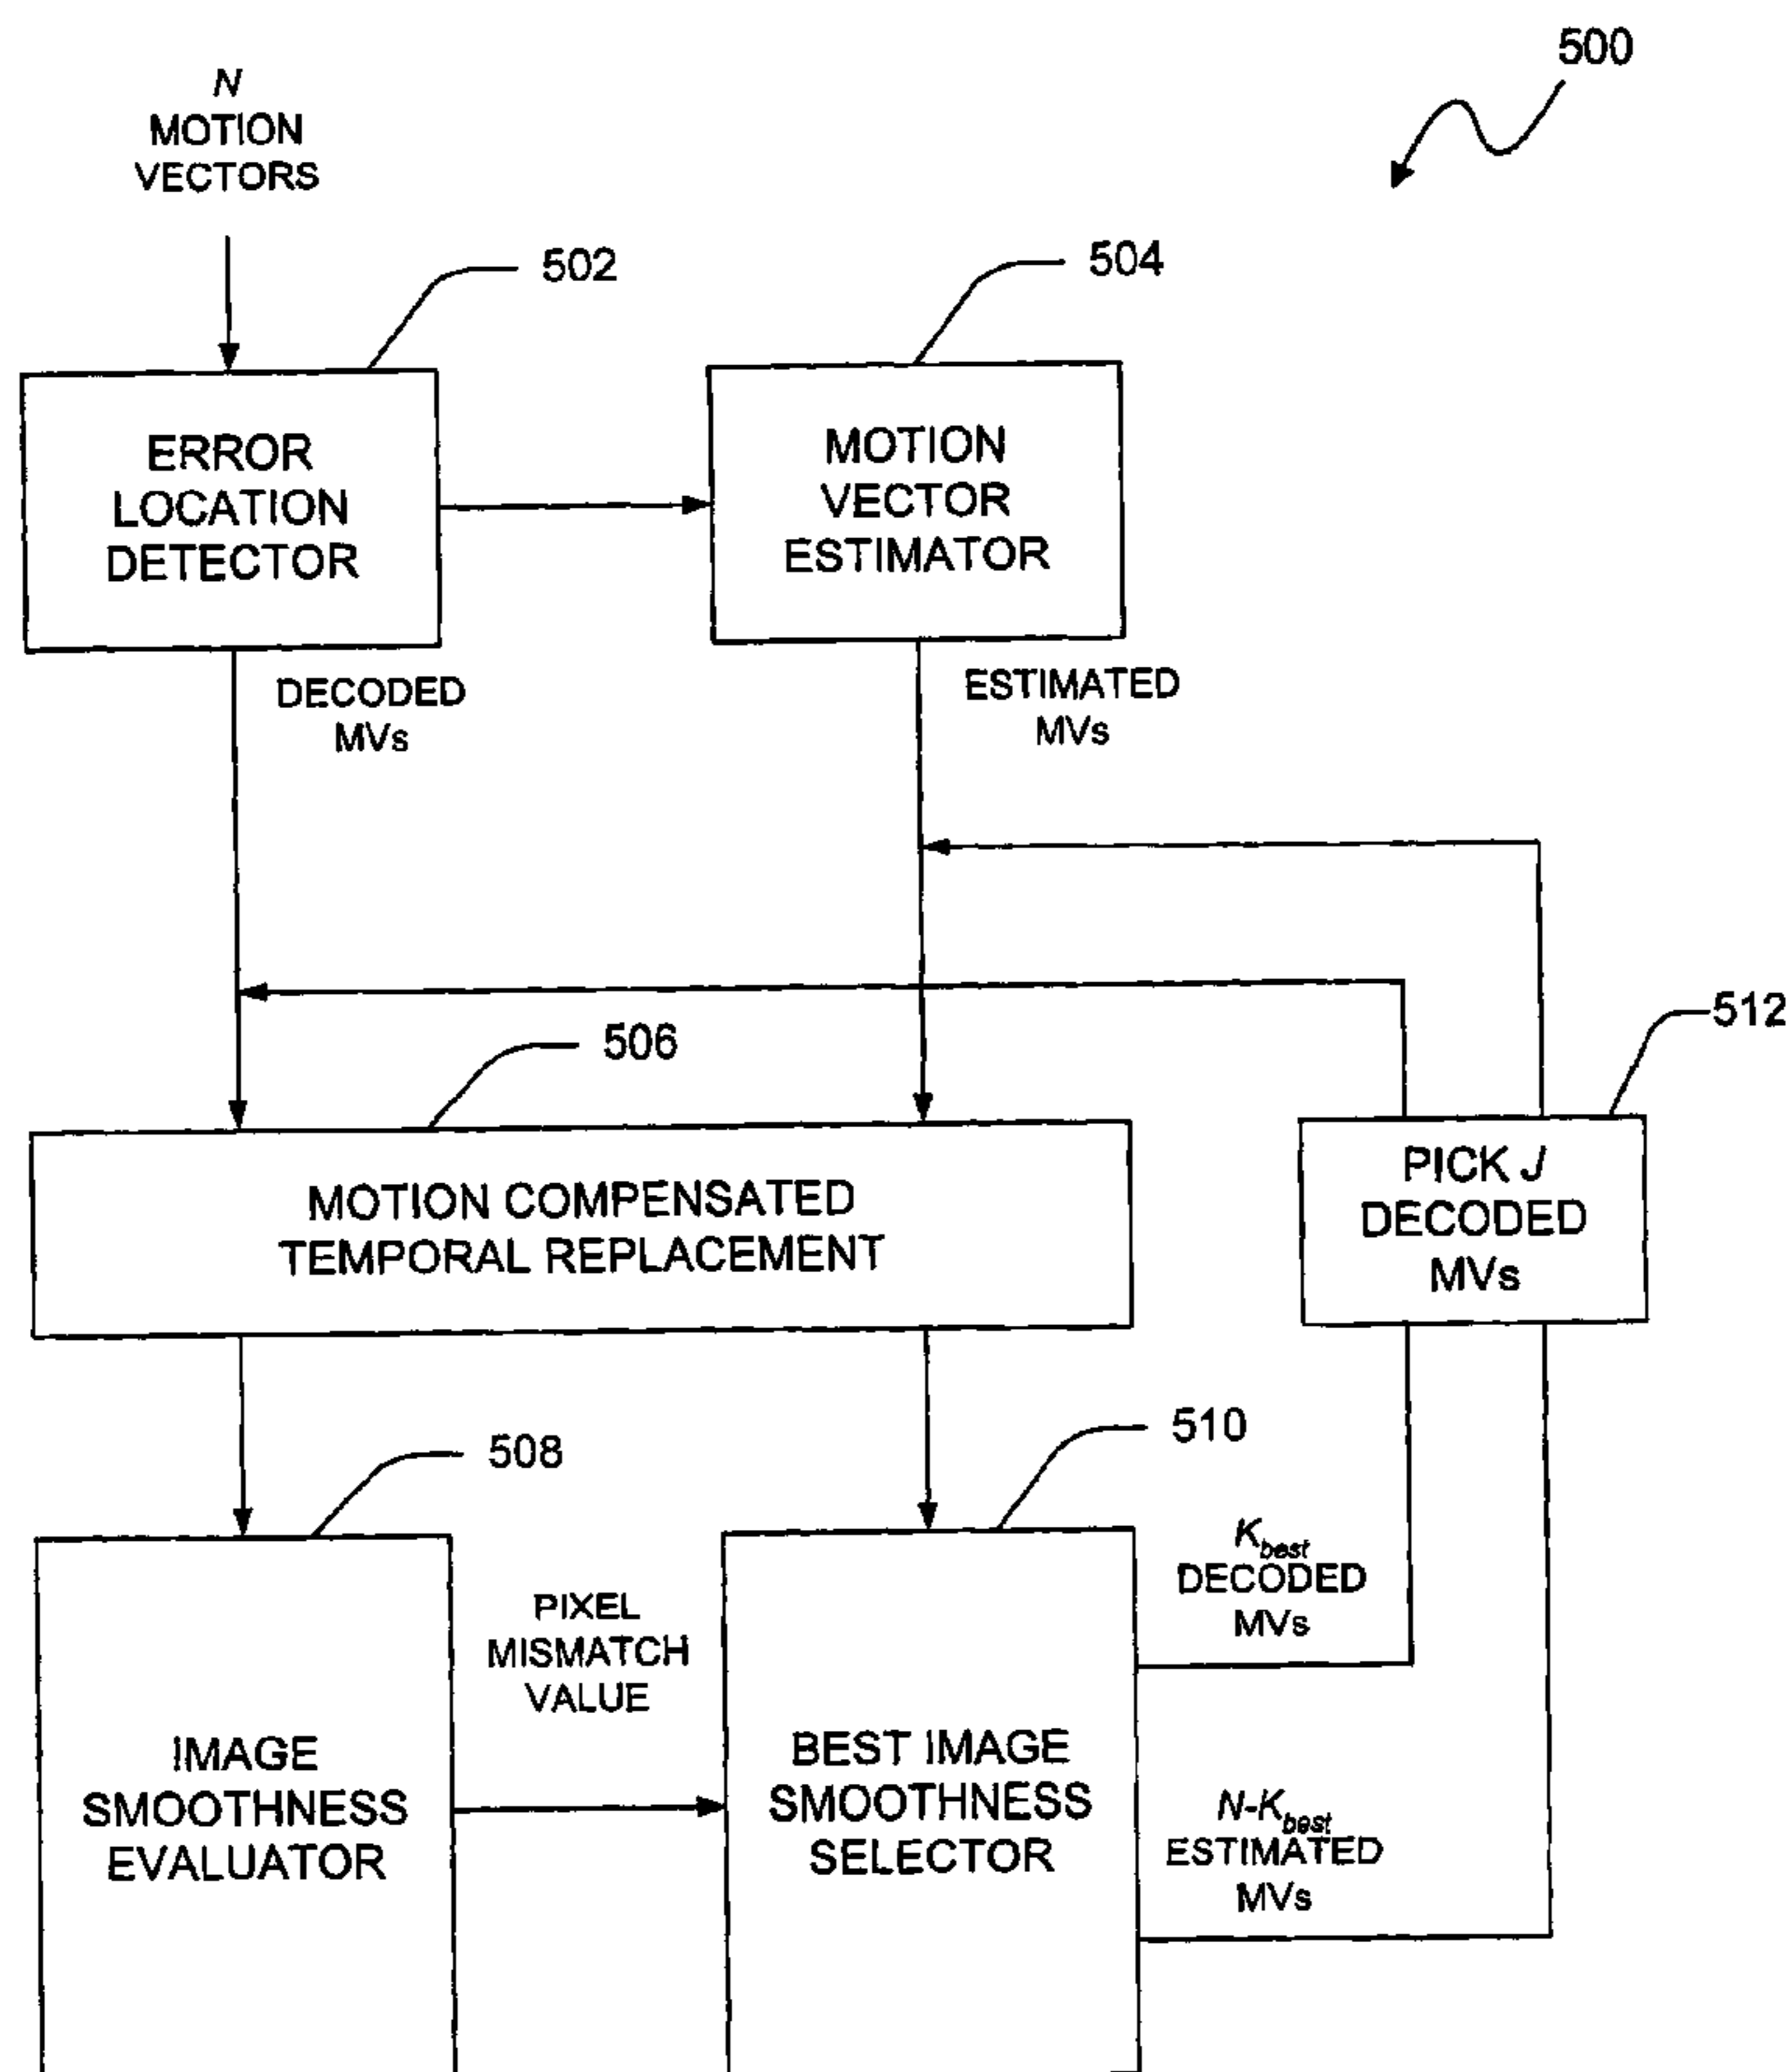 500
N
MOTION
VECTORS
502
504
ERROR
LOCATION
DETECTOR
MOTION
VECTOR
ESTIMATOR
DECODED
MVs
ESTIMATED
MVs
512
506
MOTION COMPENSATED
TEMPORAL REPLACEMENT
PICK J
DECODED
MVs
508
510
K_best
DECODED
MVs
PIXEL
MISMATCH
VALUE
IMAGE
SMOOTHNESS
EVALUATOR
BEST IMAGE
SMOOTHNESS
SELECTOR
N-K_best
ESTIMATED
MVs